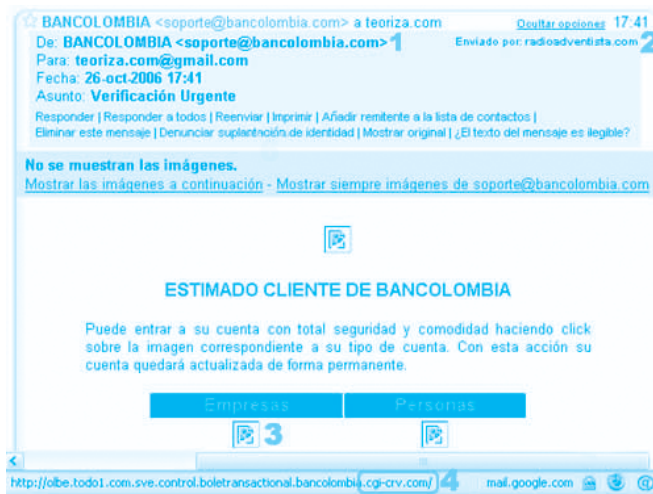 BANCOLOMBIA <soporte@bancolombia.com> a teoriza.com Ocultar opciones 17:41
De: BANCOLOMBIA <soporte@bancolombia.com> 1 Enviado por: radioadventista.com 2
Para: teoriza.com@gmail.com
Fecha: 26-oct-2006 17:41
Asunto: Verificación Urgente
Responder | Responder a todos | Reenviar | Imprimir | Añadir remitente a la lista de contactos |
Eliminar este mensaje | Denunciar suplantación de identidad | Mostrar original | ¿El texto del mensaje es ilegible?
No se muestran las imágenes.
Mostrar las imágenes a continuación - Mostrar siempre imágenes de soporte@bancolombia.com
ESTIMADO CLIENTE DE BANCOLOMBIA
Puede entrar a su cuenta con total seguridad y comodidad haciendo click
sobre la imagen correspondiente a su tipo de cuenta. Con esta acción su
cuenta quedará actualizada de forma permanente.
Empresas Personas
3
http://olbe.todo1.com.sve.control.boletransactional.bancolombia.cgi-crv.com/ 4 mail.google.com